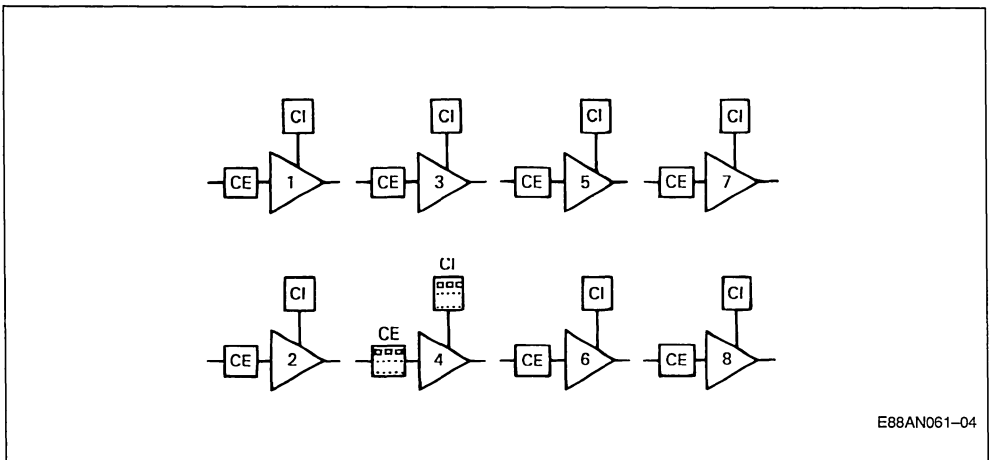 CI CI CI CI
CE 1 CE 3 CE 5 CE 7
CI CI CI CI
CE 2 CE 4 CE 6 CE 8
E88AN061–04